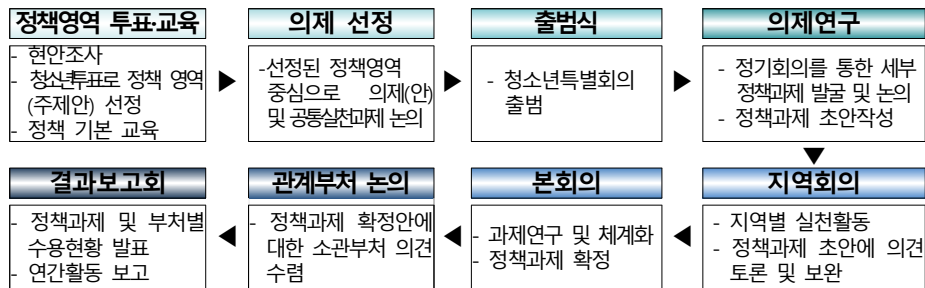 정책영역 투표·교육
- 현안조사
- 청소년투표로 정책 영역
(주제안) 선정
- 정책 기본 교육
▶
의제 선정
-선정된 정책영역
중심으로 의제(안)
및 공통실천과제 논의
▶
출범식
- 청소년특별회의
출범
▶
의제연구
- 정기회의를 통한 세부
정책과제 발굴 및 논의
- 정책과제 초안작성
▼
지역회의
- 지역별 실천활동
- 정책과제 초안에 의견
토론 및 보완
◀
본회의
- 과제연구 및 체계화
- 정책과제 확정
◀
관계부처 논의
- 정책과제 확정안에
대한 소관부처 의견
수렴
◀
결과보고회
- 정책과제 및 부처별
수용현황 발표
- 연간활동 보고